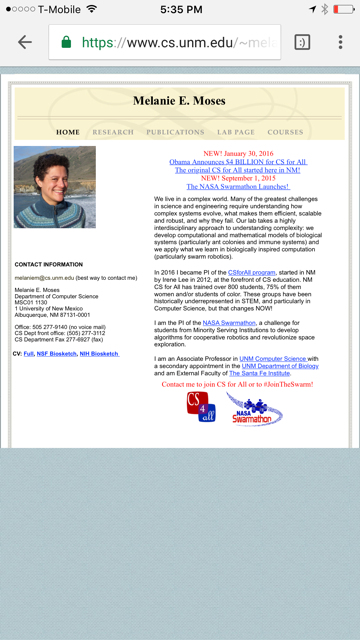 T-Mobile 5:35 PM
https://www.cs.unm.edu/~mel
:)
Melanie E. Moses
HOME RESEARCH PUBLICATIONS LAB PAGE COURSES
NEW! January 30, 2016
Obama Announces $4 BILLION for CS for All
The original CS for All started here in NM!
NEW! September 1, 2015
The NASA Swarmathon Launches!
We live in a complex world. Many of the greatest challenges
in science and engineering require understanding how
complex systems evolve, what makes them efficient, scalable
and robust, and why they fail. Our lab takes a highly
interdisciplinary approach to understanding complexity: we
develop computational and mathematical models of biological
systems (particularly ant colonies and immune systems) and
we apply what we learn in biologically inspired computation
(particularly swarm robotics).
In 2016 I became PI of the CSforAll program, started in NM
by Irene Lee in 2012, at the forefront of CS education. NM
CS for All has trained over 800 students, 75% of them
women and/or students of color. These groups have been
historically underrepresented in STEM, and particularly in
Computer Science, but that changes NOW!
I am the PI of the NASA Swarmathon, a challenge for
students from Minority Serving Institutions to develop
algorithms for cooperative robotics and revolutionize space
exploration.
I am an Associate Professor in UNM Computer Science with
a secondary appointment in the UNM Department of Biology
and am External Faculty of The Santa Fe Institute.
Contact me to join CS for All or to #JoinTheSwarm!
CS
4
all
NASA
Swarmathon
CONTACT INFORMATION
melaniem@cs.unm.edu (best way to contact me)
Melanie E. Moses
Department of Computer Science
MSC01 1130
1 University of New Mexico
Albuquerque, NM 87131-0001
Office: 505 277-9140 (no voice mail)
CS Dept front office: (505) 277-3112
CS Department Fax 277-6927 (fax)
CV: Full, NSF Biosketch, NIH Biosketch